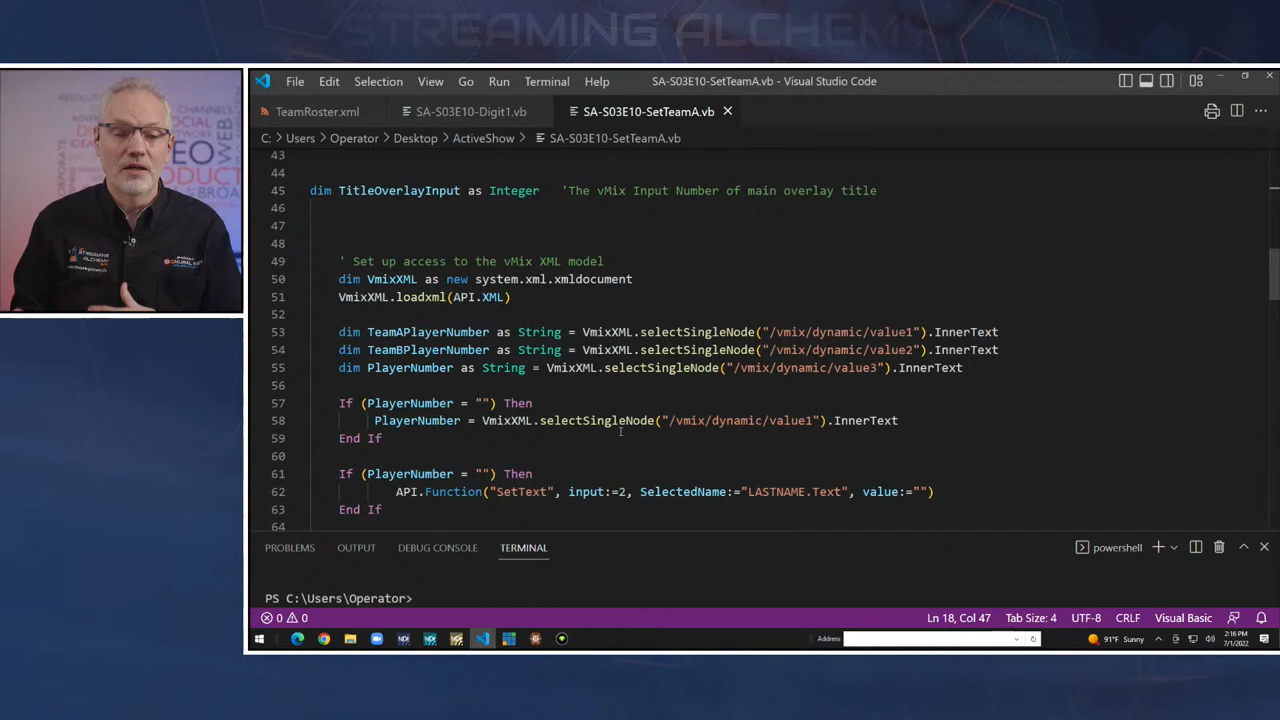 STREAMING ALCHEMY
File Edit Selection View Go Run Terminal Help SA-S03E10-SetTeamA.vb - Visual Studio Code
TeamRoster.xml SA-S03E10-Digit1.vb SA-S03E10-SetTeamA.vb
C: > Users > Operator > Desktop > ActiveShow > SA-S03E10-SetTeamA.vb
43
44
45 dim TitleOverlayInput as Integer 'The vMix Input Number of main overlay title
46
47
48
49 ' Set up access to the vMix XML model
50 dim VmixXML as new system.xml.xmldocument
51 VmixXML.loadxml(API.XML)
52
53 dim TeamAPlayerNumber as String = VmixXML.selectSingleNode("/vmix/dynamic/value1").InnerText
54 dim TeamBPlayerNumber as String = VmixXML.selectSingleNode("/vmix/dynamic/value2").InnerText
55 dim PlayerNumber as String = VmixXML.selectSingleNode("/vmix/dynamic/value3").InnerText
56
57 If (PlayerNumber = "") Then
58 PlayerNumber = VmixXML.selectSingleNode("/vmix/dynamic/value1").InnerText
59 End If
60
61 If (PlayerNumber = "") Then
62 API.Function("SetText", input:=2, SelectedName:="LASTNAME.Text", value:="")
63 End If
64
PROBLEMS OUTPUT DEBUG CONSOLE TERMINAL powershell
PS C:\Users\Operator>
0 0 Ln 18, Col 47 Tab Size: 4 UTF-8 CRLF Visual Basic
Address 91°F Sunny 2:16 PM
7/1/2022